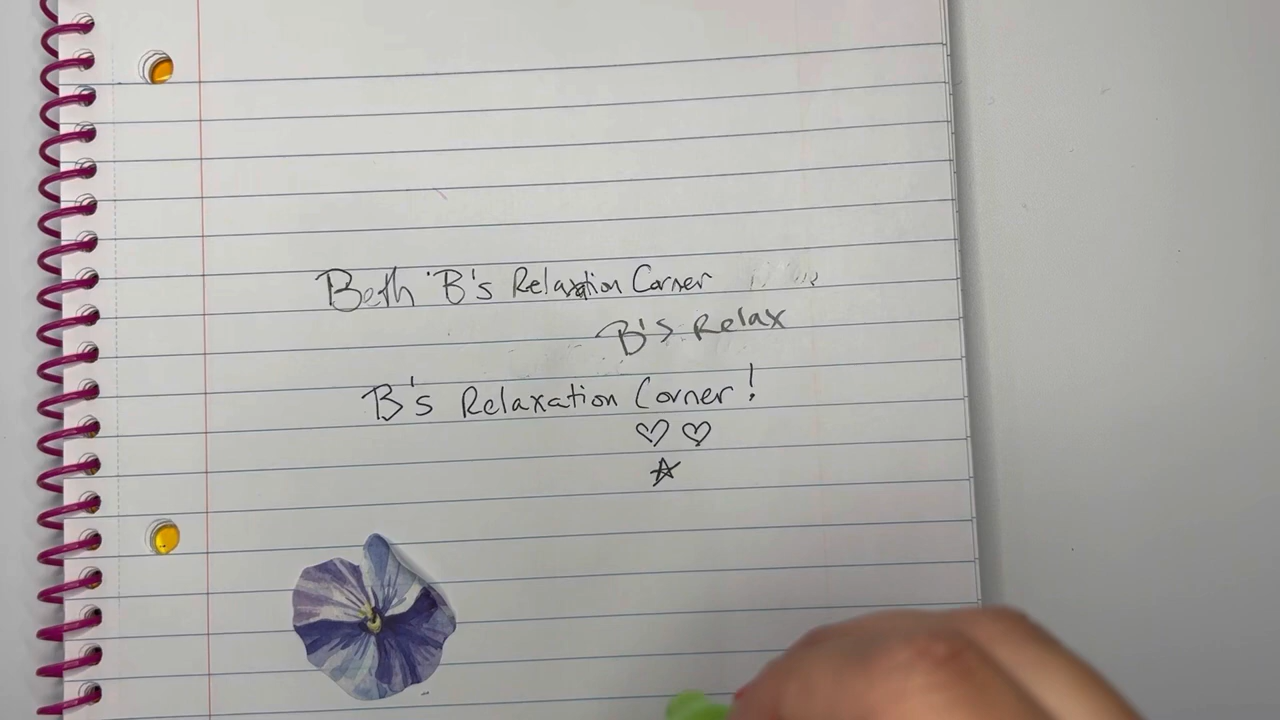 Beth B's Relaxation Corner
B's Relax
B's Relaxation Corner!